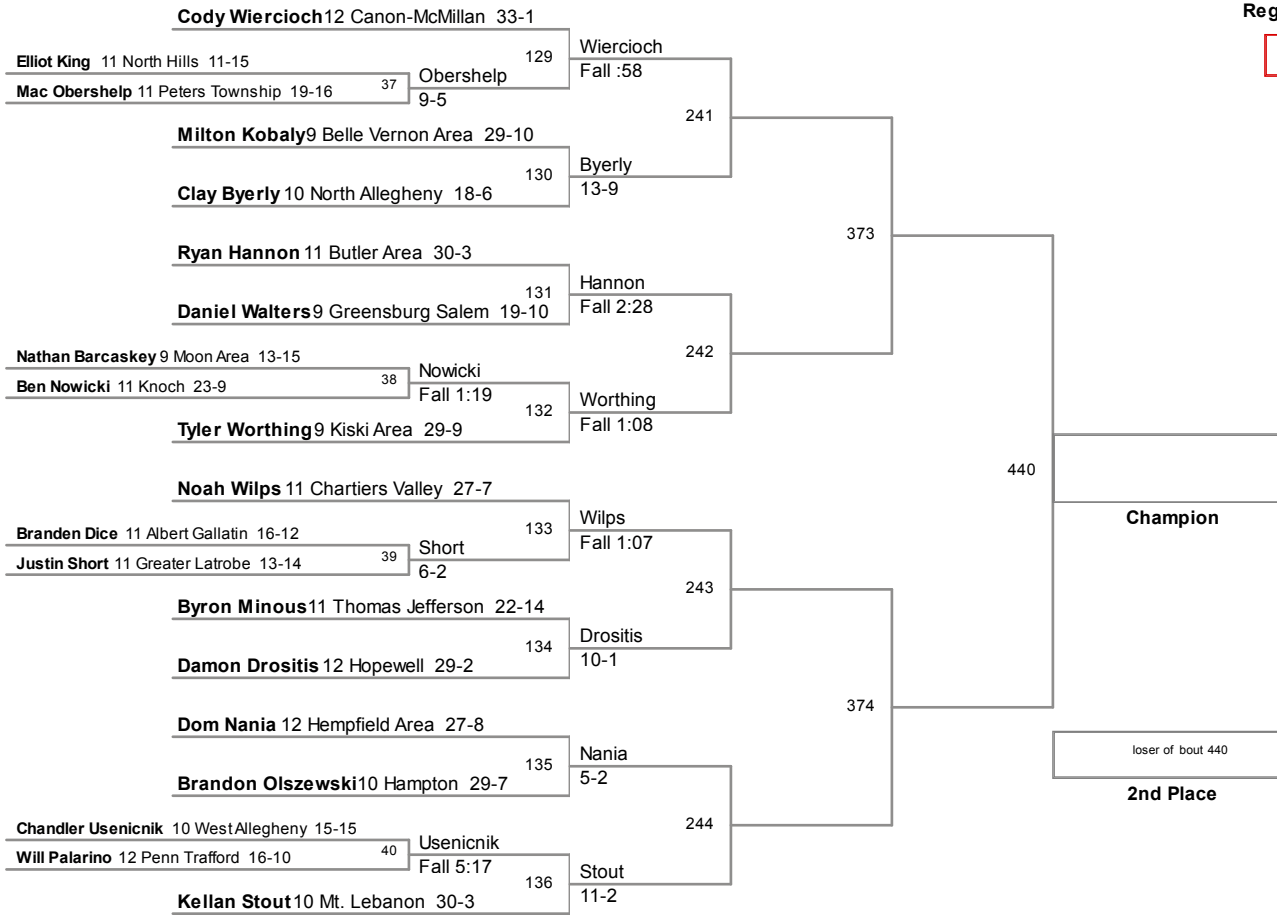 Reg
Cody Wiercioch 12 Canon-McMillan 33-1
129
Wiercioch
Fall :58
Elliot King 11 North Hills 11-15
37
Obershelp
9-5
Mac Obershelp 11 Peters Township 19-16
241
Milton Kobaly 9 Belle Vernon Area 29-10
130
Byerly
13-9
Clay Byerly 10 North Allegheny 18-6
373
Ryan Hannon 11 Butler Area 30-3
131
Hannon
Fall 2:28
Daniel Walters 9 Greensburg Salem 19-10
242
Nathan Barcaskey 9 Moon Area 13-15
38
Nowicki
Fall 1:19
Ben Nowicki 11 Knoch 23-9
132
Worthing
Fall 1:08
Tyler Worthing 9 Kiski Area 29-9
440
Champion
Noah Wilps 11 Chartiers Valley 27-7
133
Wilps
Fall 1:07
Branden Dice 11 Albert Gallatin 16-12
39
Short
6-2
Justin Short 11 Greater Latrobe 13-14
243
Byron Minous 11 Thomas Jefferson 22-14
134
Drositis
10-1
Damon Drositis 12 Hopewell 29-2
374
Dom Nania 12 Hempfield Area 27-8
135
Nania
5-2
Brandon Olszewski 10 Hampton 29-7
loser of bout 440
2nd Place
244
Chandler Usenicnik 10 West Allegheny 15-15
40
Usenicnik
Fall 5:17
Will Palarino 12 Penn Trafford 16-10
136
Stout
11-2
Kellan Stout 10 Mt. Lebanon 30-3